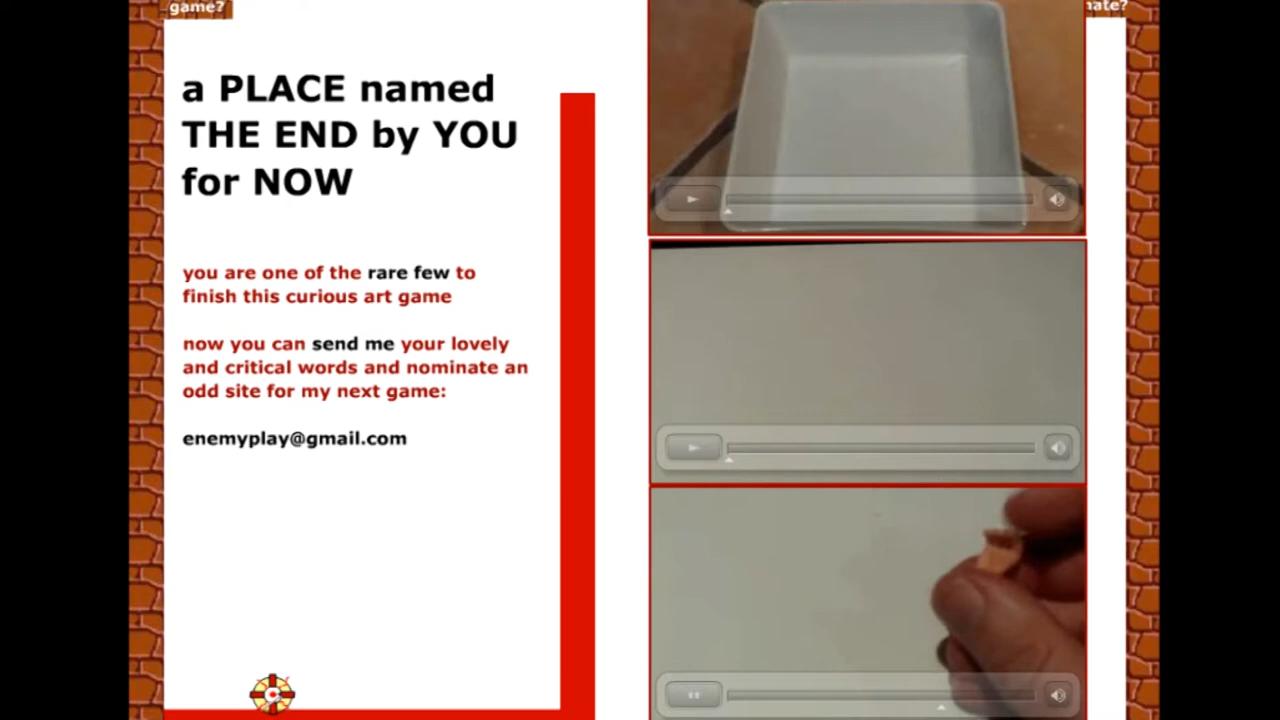 game?
a PLACE named
THE END by YOU
for NOW
you are one of the rare few to
finish this curious art game
now you can send me your lovely
and critical words and nominate an
odd site for my next game:
enemyplay@gmail.com